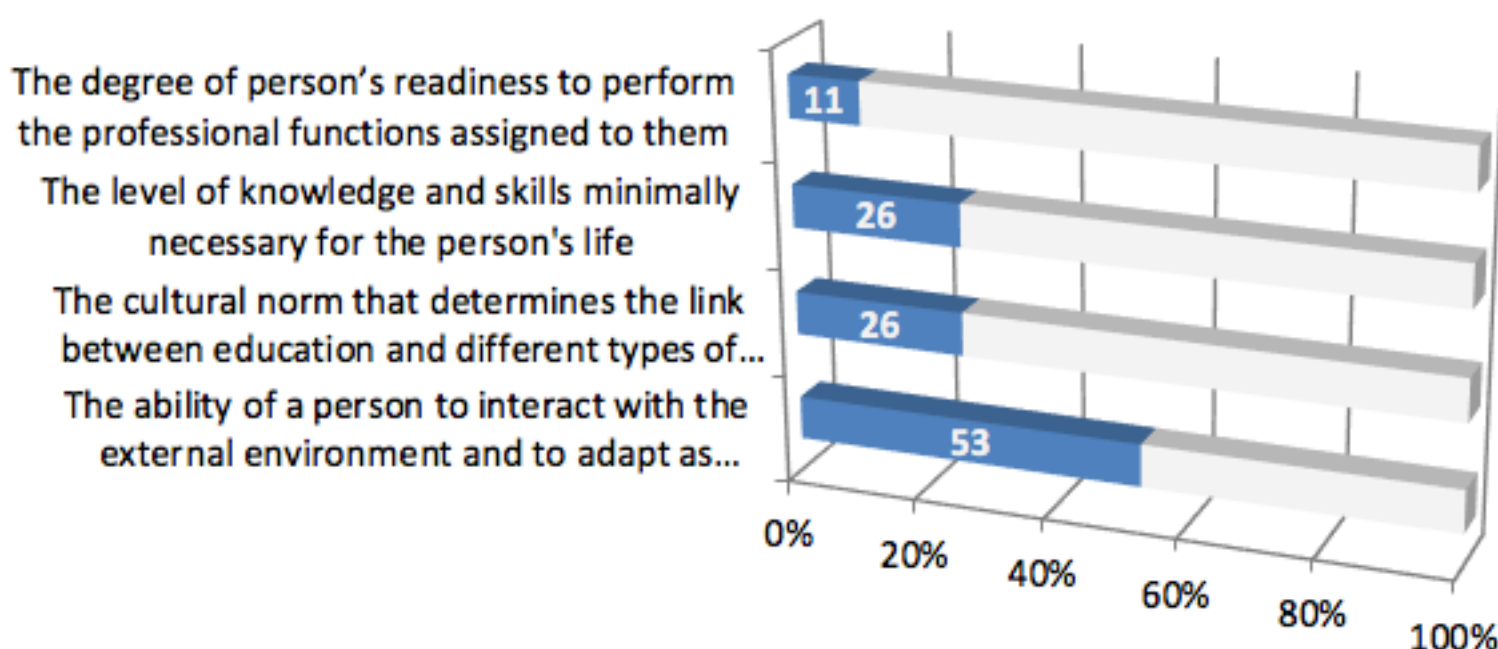 The degree of person’s readiness to perform
the professional functions assigned to them
11
The level of knowledge and skills minimally
necessary for the person's life
26
The cultural norm that determines the link
between education and different types of...
26
The ability of a person to interact with the
external environment and to adapt as...
53
0%
20%
40%
60%
80%
100%